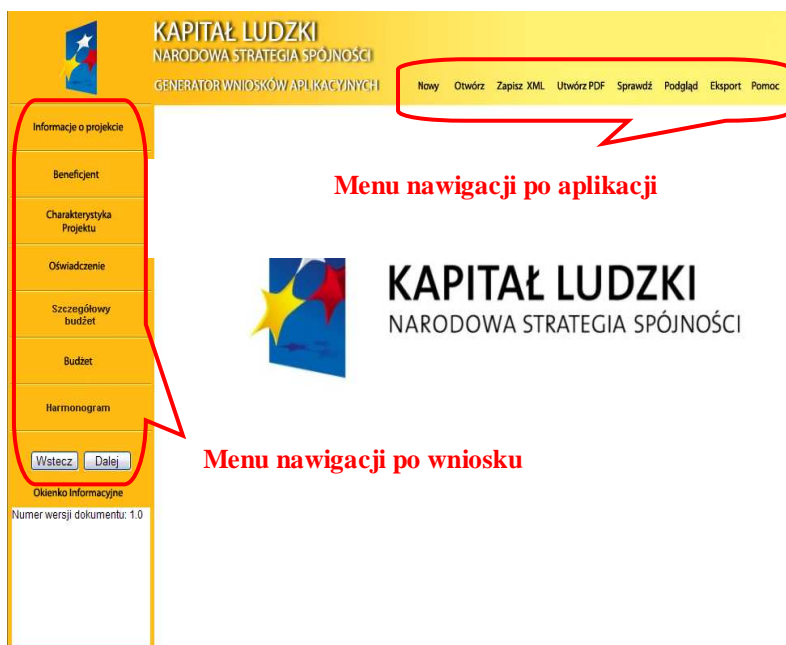 KAPITAŁ LUDZKI
NARODOWA STRATEGIA SPÓJNOŚCI
GENERATOR WNIOSKÓW APLIKACYJNYCH
Nowy Otwórz Zapisz XML Utwórz PDF Sprawdź Podgląd Eksport Pomoc
Menu nawigacji po aplikacji
Informacje o projekcie
Beneficjent
Charakterystyka
Projektu
Oświadczenie
Szczegółowy
budżet
Budżet
Harmonogram
Wstecz Dalej
Okienko Informacyjne
Numer wersji dokumentu: 1.0
KAPITAŁ LUDZKI
NARODOWA STRATEGIA SPÓJNOŚCI
Menu nawigacji po wniosku